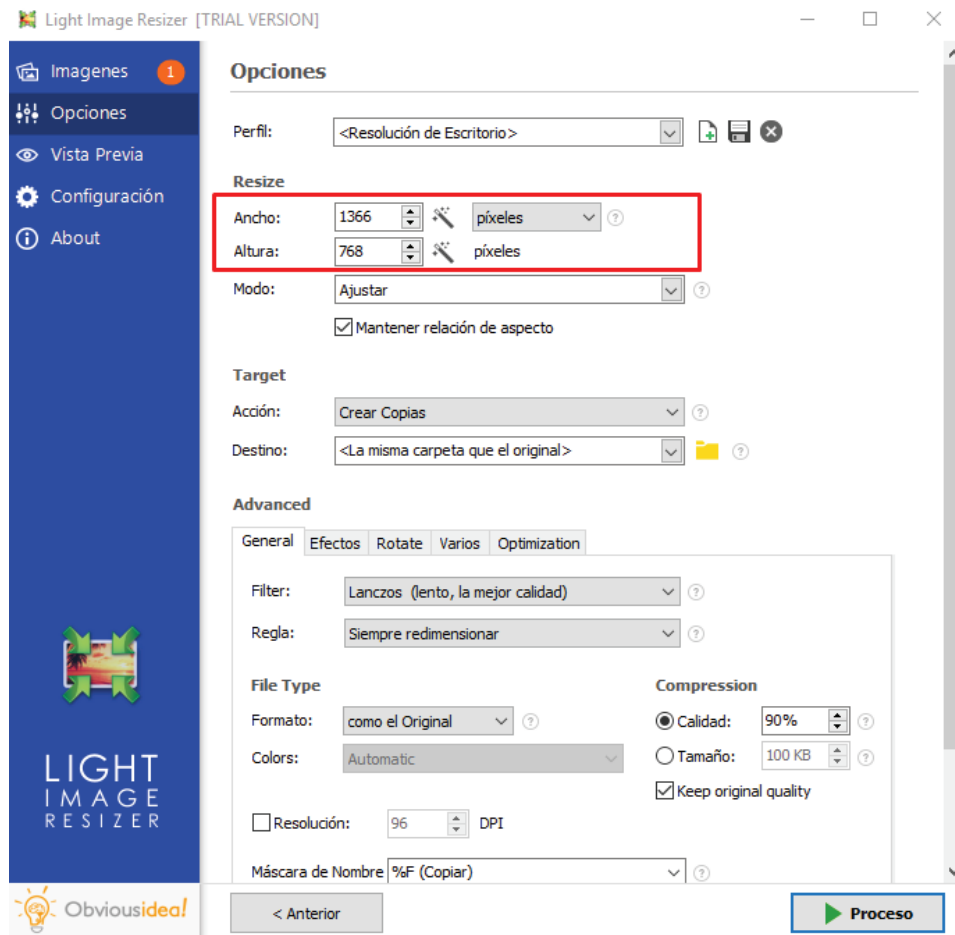 Light Image Resizer [TRIAL VERSION]
Imagenes 1
Opciones
Vista Previa
Configuración
About
LIGHT
IMAGE
RESIZER
Obviousidea!
Opciones
Perfil: <Resolución de Escritorio>
Resize
Ancho: 1366 píxeles ?
Altura: 768 píxeles
Modo: Ajustar ?
Mantener relación de aspecto
Target
Acción: Crear Copias ?
Destino: <La misma carpeta que el original> ?
Advanced
General Efectos Rotate Varios Optimization
Filter: Lanczos (lento, la mejor calidad) ?
Regla: Siempre redimensionar ?
File Type
Formato: como el Original ?
Colors: Automatic
Compression
Calidad: 90% ?
Tamaño: 100 KB ?
Keep original quality
Resolución: 96 DPI
Máscara de Nombre %F (Copiar) ?
< Anterior
Proceso